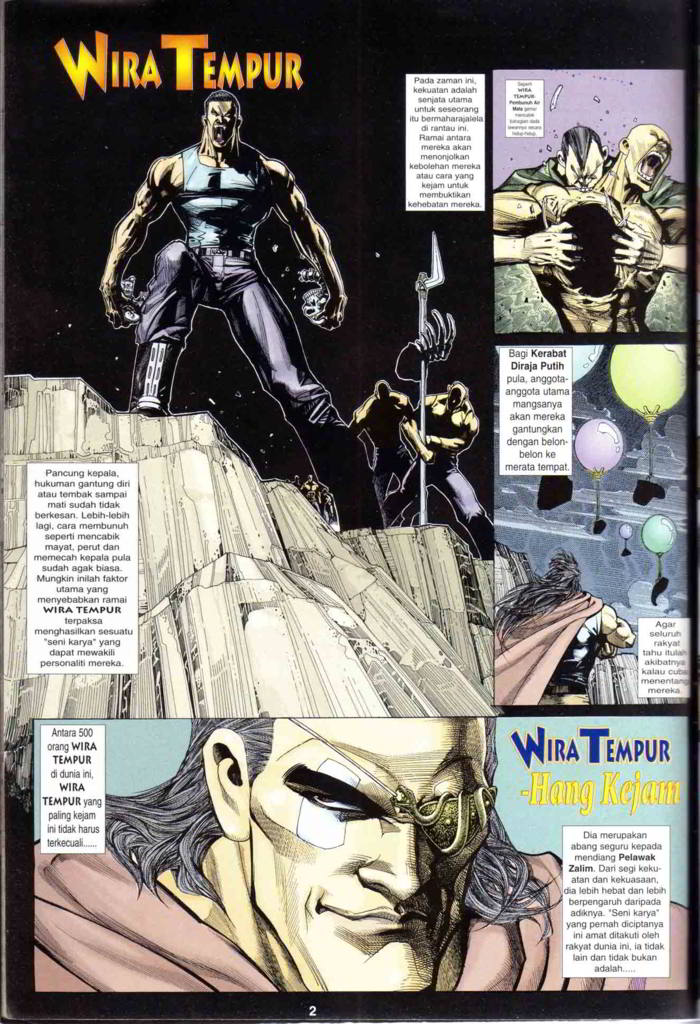 WIRA TEMPUR
Pada zaman ini,
kekuatan adalah
senjata utama
untuk seseorang
itu bermaharajalela
di rantau ini.
Ramai antara
mereka akan
menonjolkan
kebolehan mereka
atau cara yang
kejam untuk
membuktikan
kehebatan mereka.
Seperti
WIRA
TEMPUR-
Pembunuh Air
Mata gemar
mencabik
bahagian dada
lawannya secara
hidup-hidup.
Bagi Kerabat
Diraja Putih
pula, anggota-
anggota utama
mangsanya
akan mereka
gantungkan
dengan belon-
belon ke
merata tempat.
Pancung kepala,
hukuman gantung diri
atau tembak sampai
mati sudah tidak
berkesan. Lebih-lebih
lagi, cara membunuh
seperti mencabik
mayat, perut dan
memecah kepala pula
sudah agak biasa.
Mungkin inilah faktor
utama yang
menyebabkan ramai
WIRA TEMPUR
terpaksa
menghasilkan sesuatu
"seni karya" yang
dapat mewakili
personaliti mereka.
Agar
seluruh
rakyat
tahu itulah
akibatnya
kalau cuba
menentang
mereka.
Antara 500
orang WIRA
TEMPUR
di dunia ini,
WIRA
TEMPUR yang
paling kejam
ini tidak harus
terkecuali......
WIRA TEMPUR
-Hang Kejam
Dia merupakan
abang seguru kepada
mendiang Pelawak
Zalim. Dari segi keku-
atan dan kekuasaan,
dia lebih hebat dan lebih
berpengaruh daripada
adiknya. "Seni karya"
yang pernah diciptanya
ini amat ditakuti oleh
rakyat dunia ini, ia tidak
lain dan tidak bukan
adalah.....
2